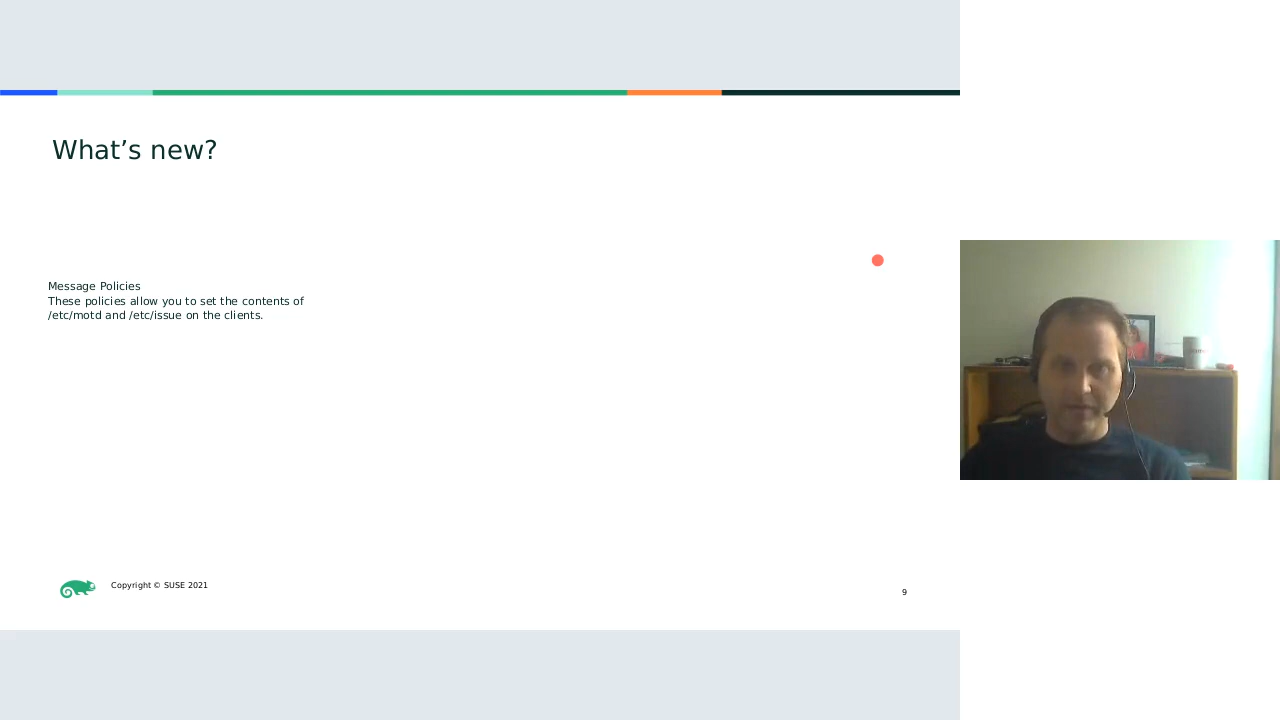 What’s new?
Message Policies
These policies allow you to set the contents of
/etc/motd and /etc/issue on the clients.
Copyright © SUSE 2021
9